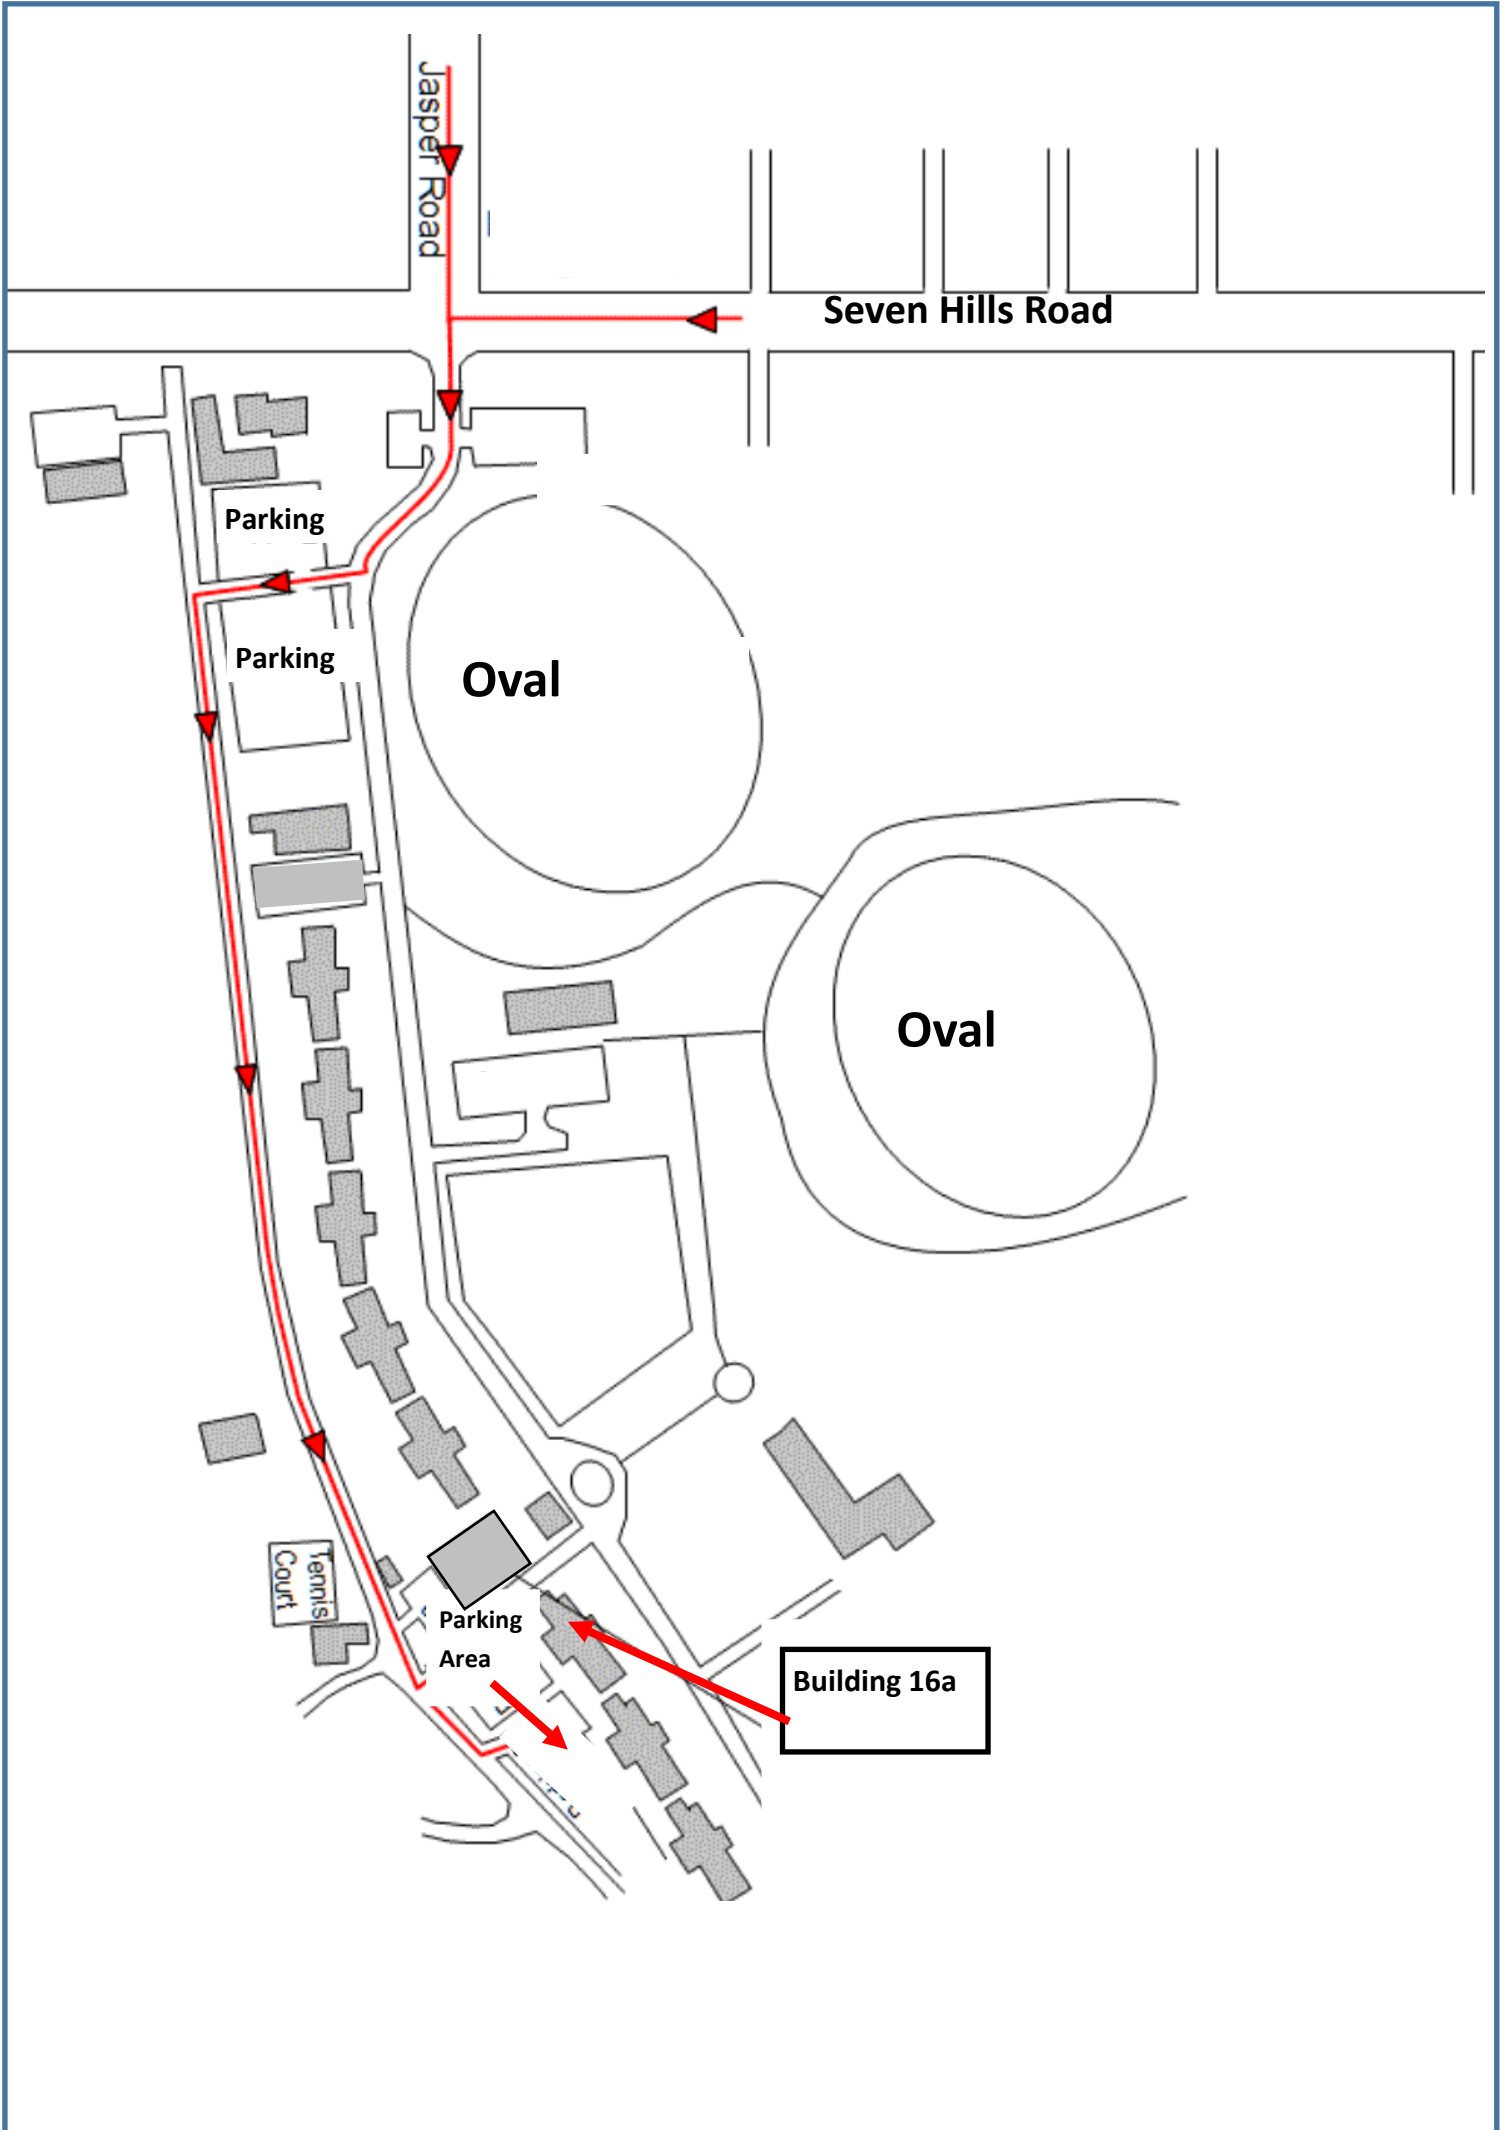 Jasper Road
Seven Hills Road
Parking
Parking
Oval
Oval
Tennis
Court
Parking
Area
Building 16a